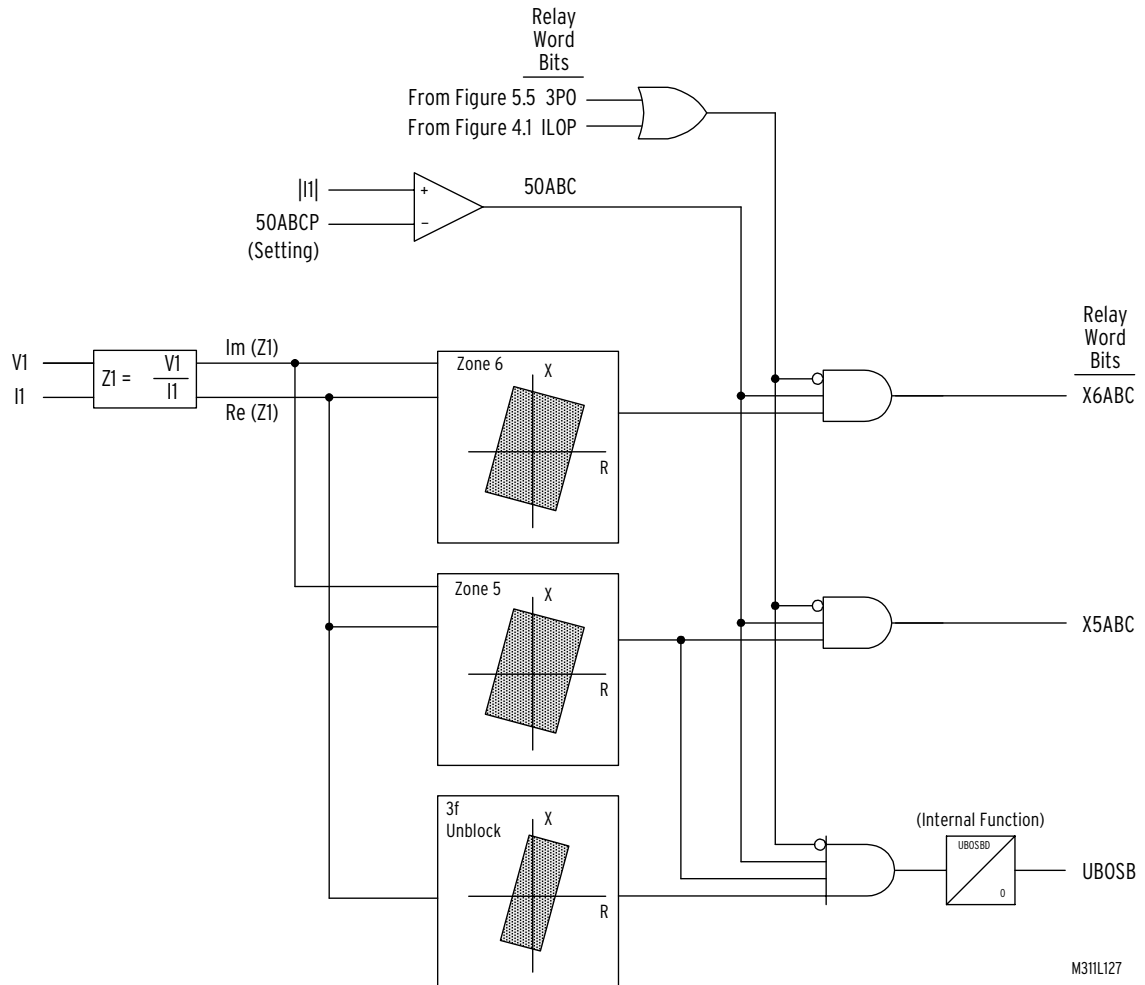 Relay
Word
Bits
From Figure 5.5 3PO
From Figure 4.1 ILOP
|I1|
+
50ABC
50ABCP
–
(Setting)
Relay
Word
Bits
V1
I1
Z1 = V1
I1
Im (Z1)
Re (Z1)
Zone 6
X
R
X6ABC
Zone 5
X
R
X5ABC
3f
Unblock
X
R
(Internal Function)
UBOSBD
0
UBOSB
M311L127